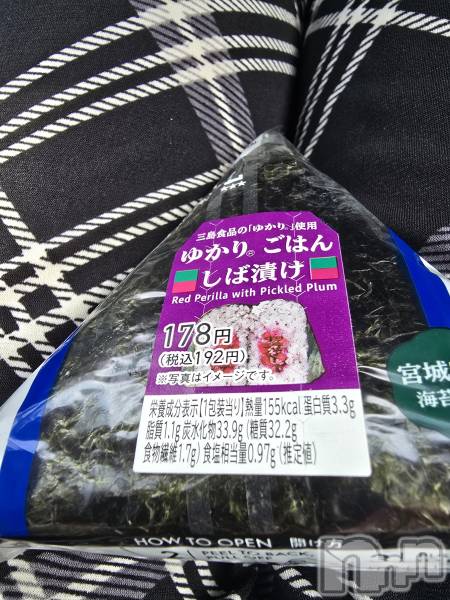 三島食品の「ゆかり®」使用
ゆかり®ごはん
しば漬け
Red Perilla with Pickled Plum
178円
(税込192円)
※写真はイメージです。
宮城
海苔
栄養成分表示【1包装当り】熱量155kcal 蛋白質3.3g
脂質1.1g 炭水化物33.9g (糖質32.2g
食物繊維1.7g) 食塩相当量0.97g (推定値)
HOW TO OPEN 開け方
2 PEEL TO BACK